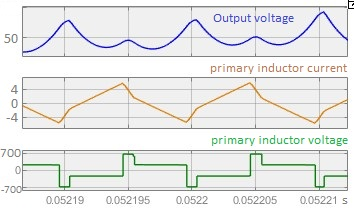 Output voltage
50
primary inductor current
4
0
-4
primary inductor voltage
700
0
-700
0.05219 0.052195 0.0522 0.052205 0.05221 s